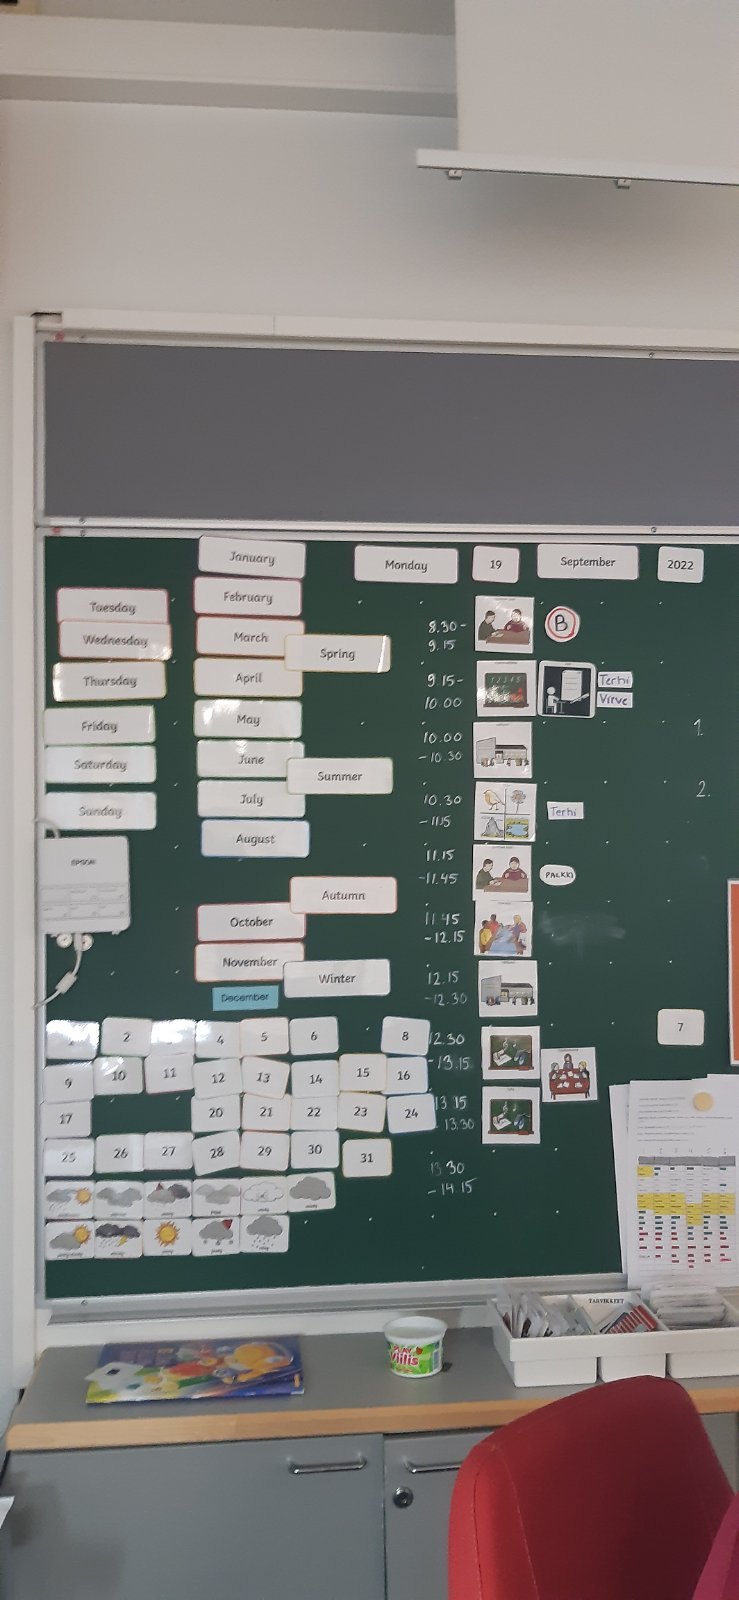 January
Monday
19
September
2022
Tuesday
February
Wednesday
March
Spring
Thursday
April
Friday
May
Saturday
June
Summer
Sunday
July
August
Autumn
October
November
Winter
December
8.30 -
9.15
B
9.15 -
10.00
Terhi
Virve
10.00
- 10.30
1.
10.30
- 11.15
Terhi
2.
11.15
- 11.45
PALKKI
11.45
- 12.15
12.15
- 12.30
12.30
- 13.15
13.15
13.30
13.30
- 14.15
7
EPSON
1 2 4 5 6 8
9 10 11 12 13 14 15 16
17 20 21 22 23 24
25 26 27 28 29 30 31
TARVIKKEET
PLAY
Viilis